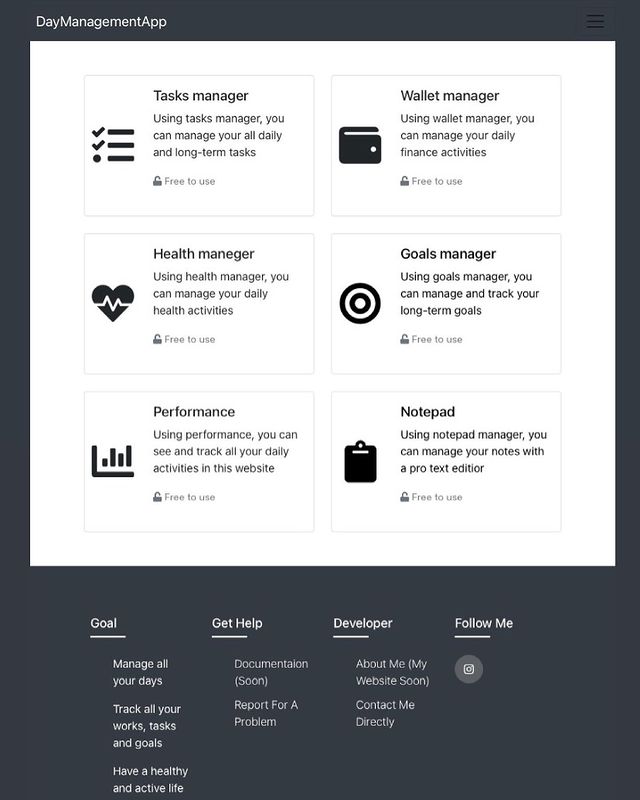 DayManagementApp
Tasks manager
Using tasks manager, you
can manage your all daily
and long-term tasks
Free to use
Wallet manager
Using wallet manager, you
can manage your daily
finance activities
Free to use
Health maneger
Using health manager, you
can manage your daily
health activities
Free to use
Goals manager
Using goals manager, you
can manage and track your
long-term goals
Free to use
Performance
Using performance, you can
see and track all your daily
activities in this website
Free to use
Notepad
Using notepad manager, you
can manage your notes with
a pro text editior
Free to use
Goal
Manage all
your days
Track all your
works, tasks
and goals
Have a healthy
and active life
Get Help
Documentaion
(Soon)
Report For A
Problem
Developer
About Me (My
Website Soon)
Contact Me
Directly
Follow Me